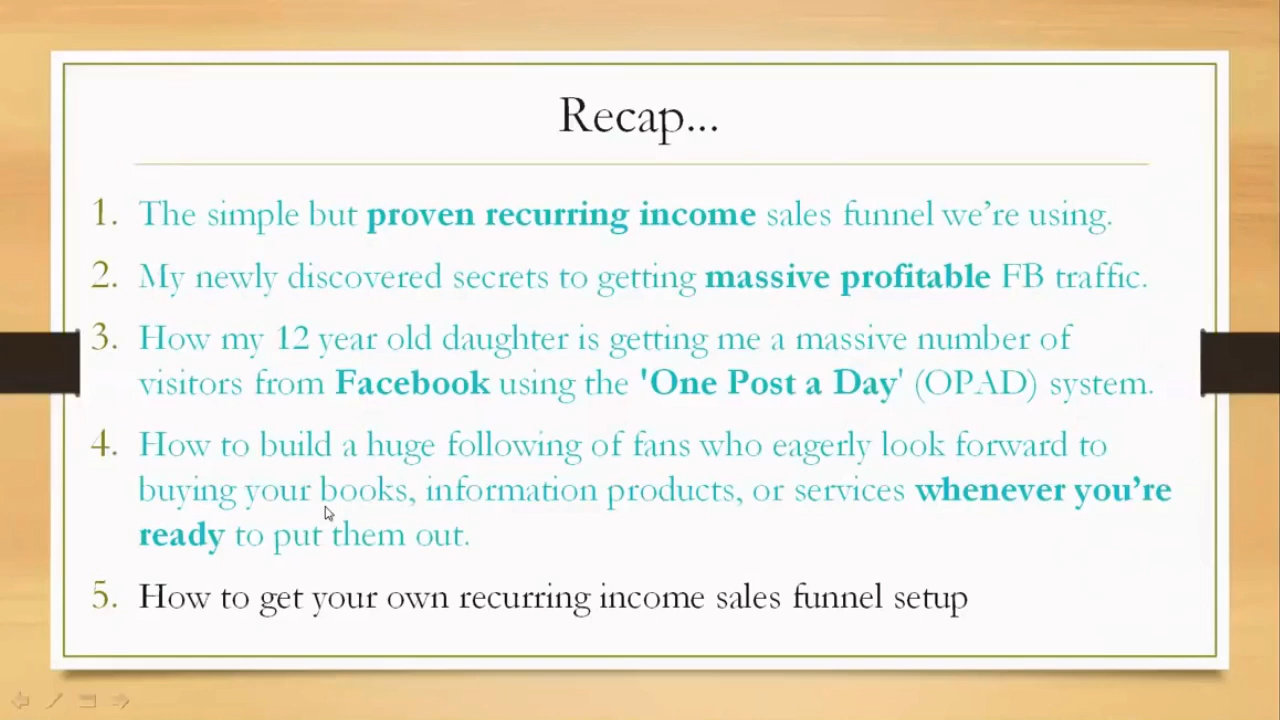 Recap...
1. The simple but proven recurring income sales funnel we're using.
2. My newly discovered secrets to getting massive profitable FB traffic.
3. How my 12 year old daughter is getting me a massive number of
visitors from Facebook using the 'One Post a Day' (OPAD) system.
4. How to build a huge following of fans who eagerly look forward to
buying your books, information products, or services whenever you're
ready to put them out.
5. How to get your own recurring income sales funnel setup